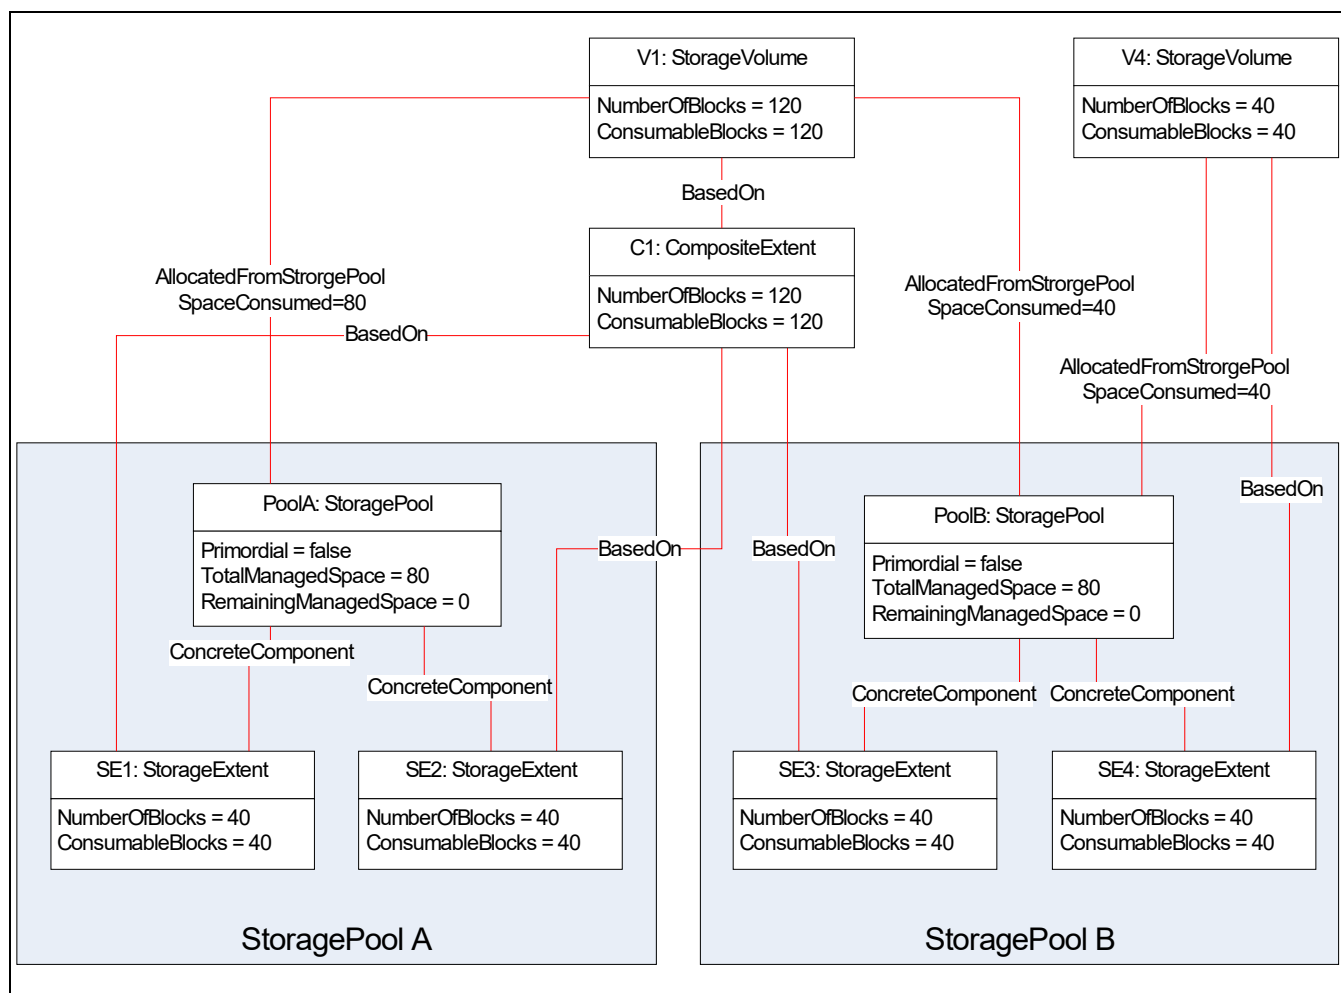 V1: StorageVolume
NumberOfBlocks = 120
ConsumableBlocks = 120
V4: StorageVolume
NumberOfBlocks = 40
ConsumableBlocks = 40
BasedOn
C1: CompositeExtent
NumberOfBlocks = 120
ConsumableBlocks = 120
AllocatedFromStrorgePool
SpaceConsumed=80
AllocatedFromStrorgePool
SpaceConsumed=40
BasedOn
AllocatedFromStrorgePool
SpaceConsumed=40
PoolA: StoragePool
Primordial = false
TotalManagedSpace = 80
RemainingManagedSpace = 0
BasedOn
BasedOn
PoolB: StoragePool
Primordial = false
TotalManagedSpace = 80
RemainingManagedSpace = 0
BasedOn
ConcreteComponent
ConcreteComponent
ConcreteComponent
ConcreteComponent
SE1: StorageExtent
NumberOfBlocks = 40
ConsumableBlocks = 40
SE2: StorageExtent
NumberOfBlocks = 40
ConsumableBlocks = 40
SE3: StorageExtent
NumberOfBlocks = 40
ConsumableBlocks = 40
SE4: StorageExtent
NumberOfBlocks = 40
ConsumableBlocks = 40
StoragePool A
StoragePool B